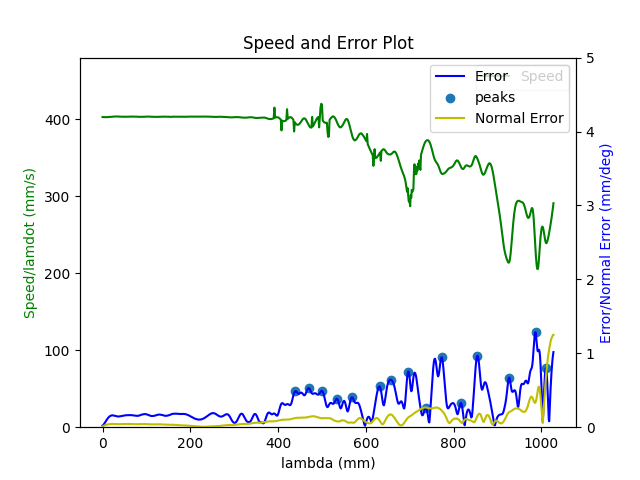 Speed and Error Plot
Speed/lamdot (mm/s)
400
300
200
100
0
0
200
400
600
800
1000
lambda (mm)
5
4
3
2
1
0
Error/Normal Error (mm/deg)
Speed
Error
peaks
Normal Error